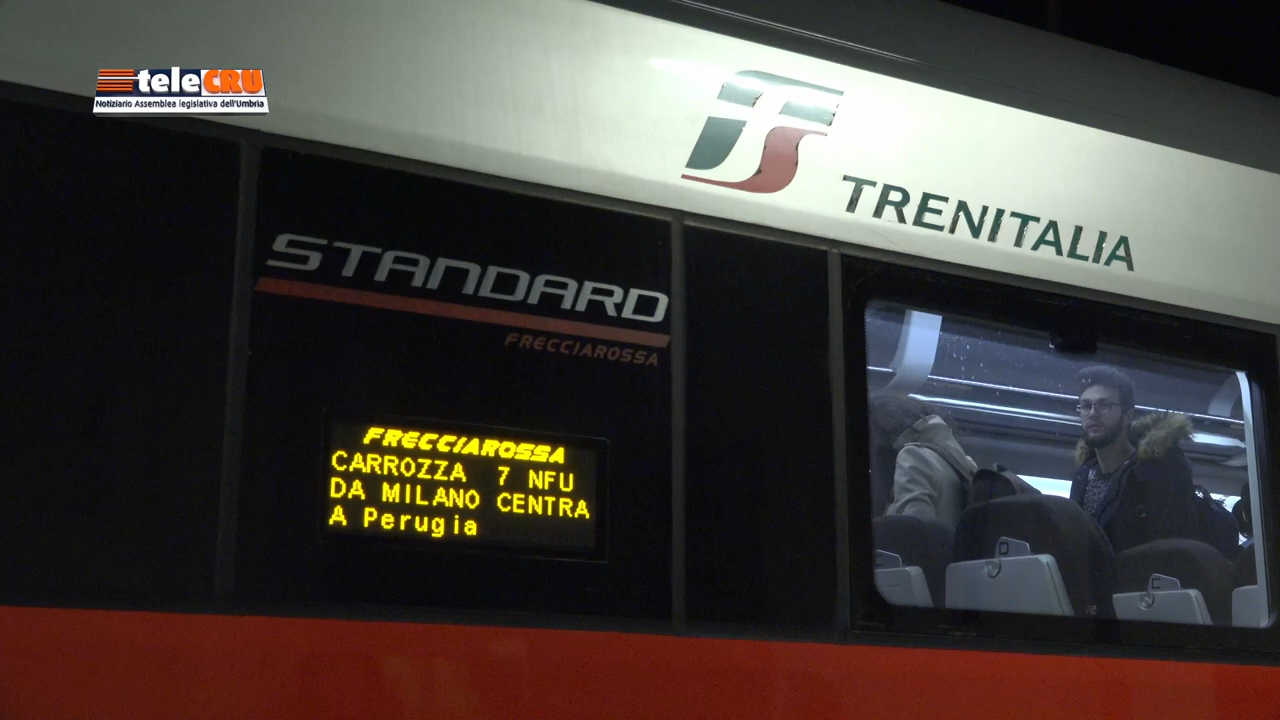 teleCRU
Notiziario Assemblea legislativa dell'Umbria
TRENITALIA
STANDARD
FRECCIAROSSA
FRECCIAROSSA
CARROZZA 7 NFU
DA MILANO CENTRA
A Perugia